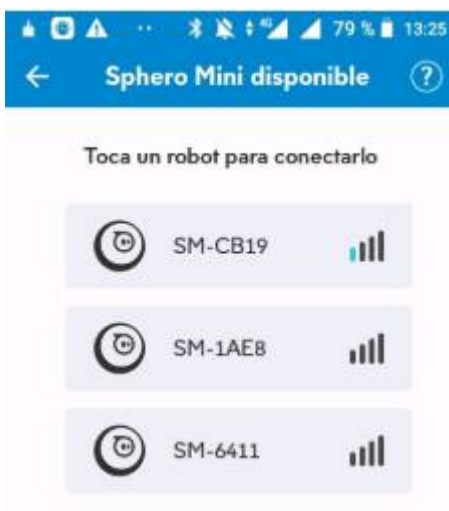 79 % 13:25
Sphero Mini disponible ?
Toca un robot para conectarlo
SM-CB19
SM-1AE8
SM-6411